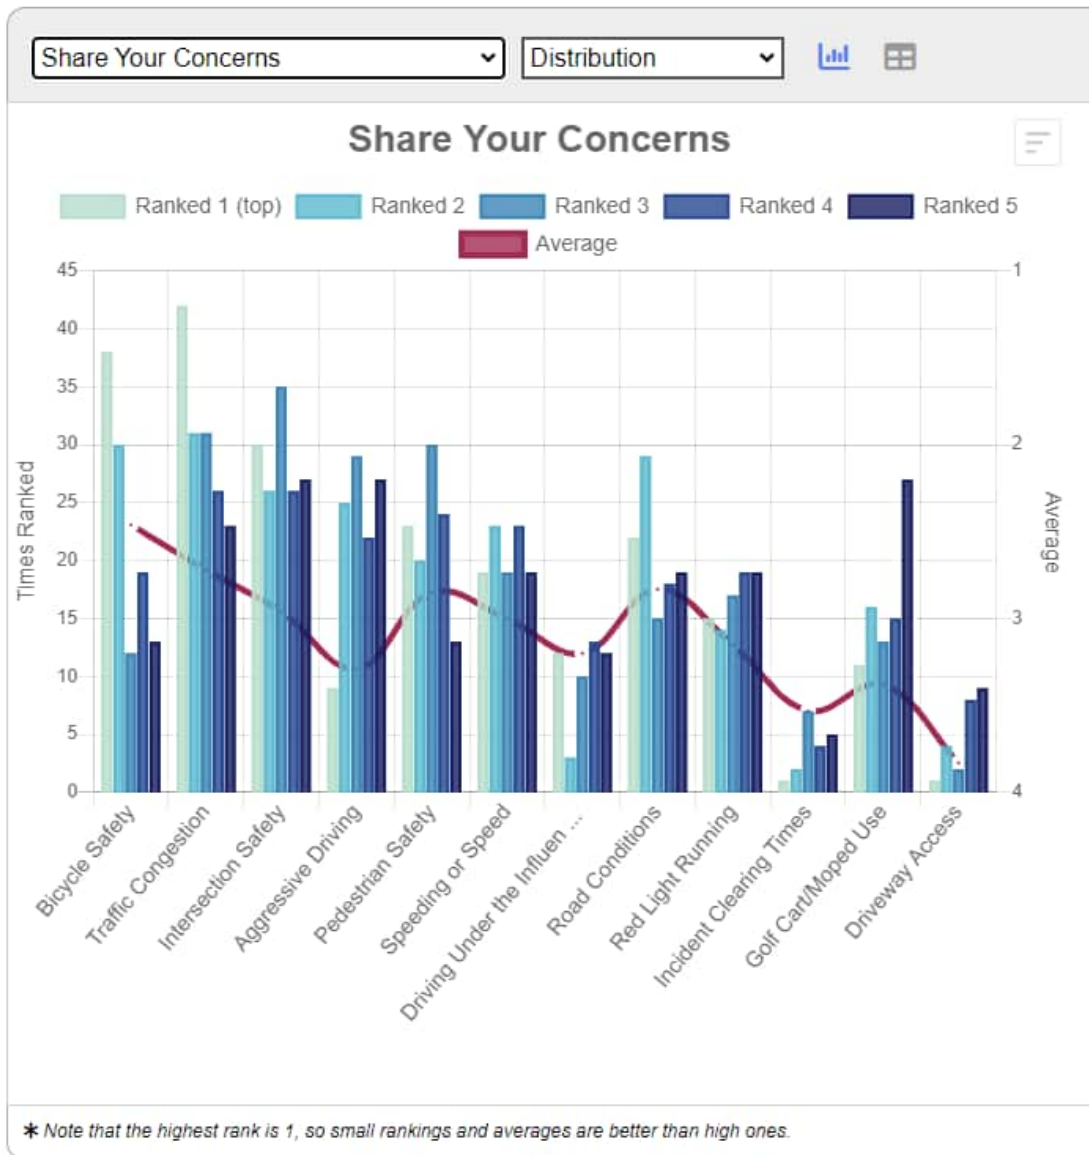 Share Your Concerns
Distribution
Share Your Concerns
Ranked 1 (top) Ranked 2 Ranked 3 Ranked 4 Ranked 5
Average
45
40
35
30
25
20
15
10
5
0
Times Ranked
1
2
3
4
Average
Bicycle Safety
Traffic Congestion
Intersection Safety
Aggressive Driving
Pedestrian Safety
Speeding or Speed
Driving Under the Influen ...
Road Conditions
Red Light Running
Incident Clearing Times
Golf Cart/Moped Use
Driveway Access
* Note that the highest rank is 1, so small rankings and averages are better than high ones.